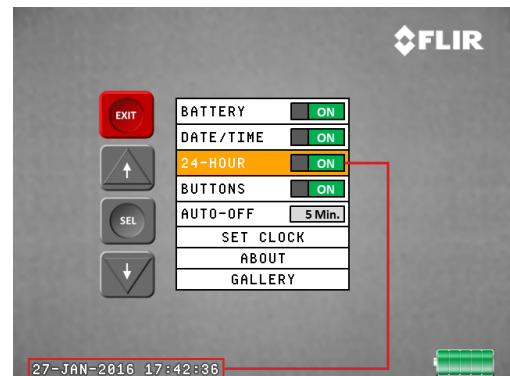 FLIR
EXIT
BATTERY ON
DATE/TIME ON
24-HOUR ON
SEL
BUTTONS ON
AUTO-OFF 5 Min.
SET CLOCK
ABOUT
GALLERY
27-JAN-2016 17:42:36